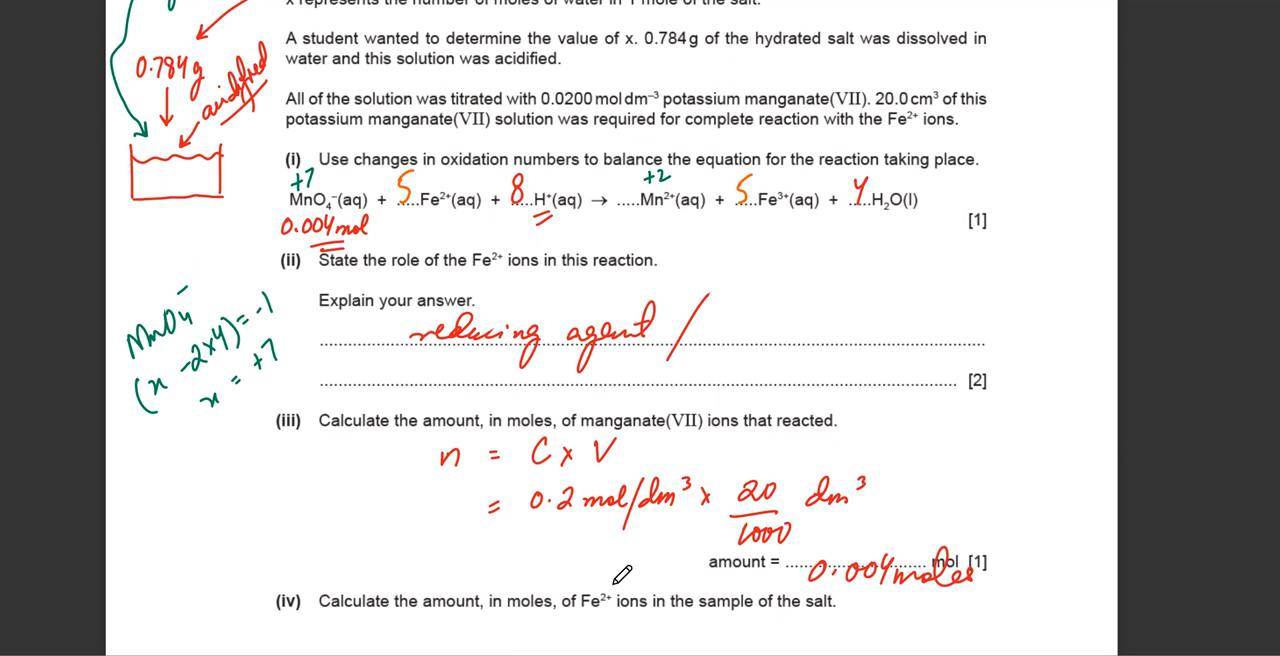 x represents the number of moles of water in 1 mole of the salt.
A student wanted to determine the value of x. 0.784 g of the hydrated salt was dissolved in
water and this solution was acidified.
0.784 g
acidified
All of the solution was titrated with 0.0200 mol dm⁻³ potassium manganate(VII). 20.0 cm³ of this
potassium manganate(VII) solution was required for complete reaction with the Fe²⁺ ions.
(i) Use changes in oxidation numbers to balance the equation for the reaction taking place.
+7 +2
MnO₄⁻(aq) + 5 Fe²⁺(aq) + 8 H⁺(aq) → .....Mn²⁺(aq) + 5 Fe³⁺(aq) + 4 H₂O(l)
0.004 mol
[1]
(ii) State the role of the Fe²⁺ ions in this reaction.
Explain your answer.
reducing agent /
[2]
MnO₄⁻
(x -2×4) = -1
x = +7
(iii) Calculate the amount, in moles, of manganate(VII) ions that reacted.
n = C × V
= 0.2 mol/dm³ × 20/1000 dm³
amount = 0.004 moles mol [1]
(iv) Calculate the amount, in moles, of Fe²⁺ ions in the sample of the salt.